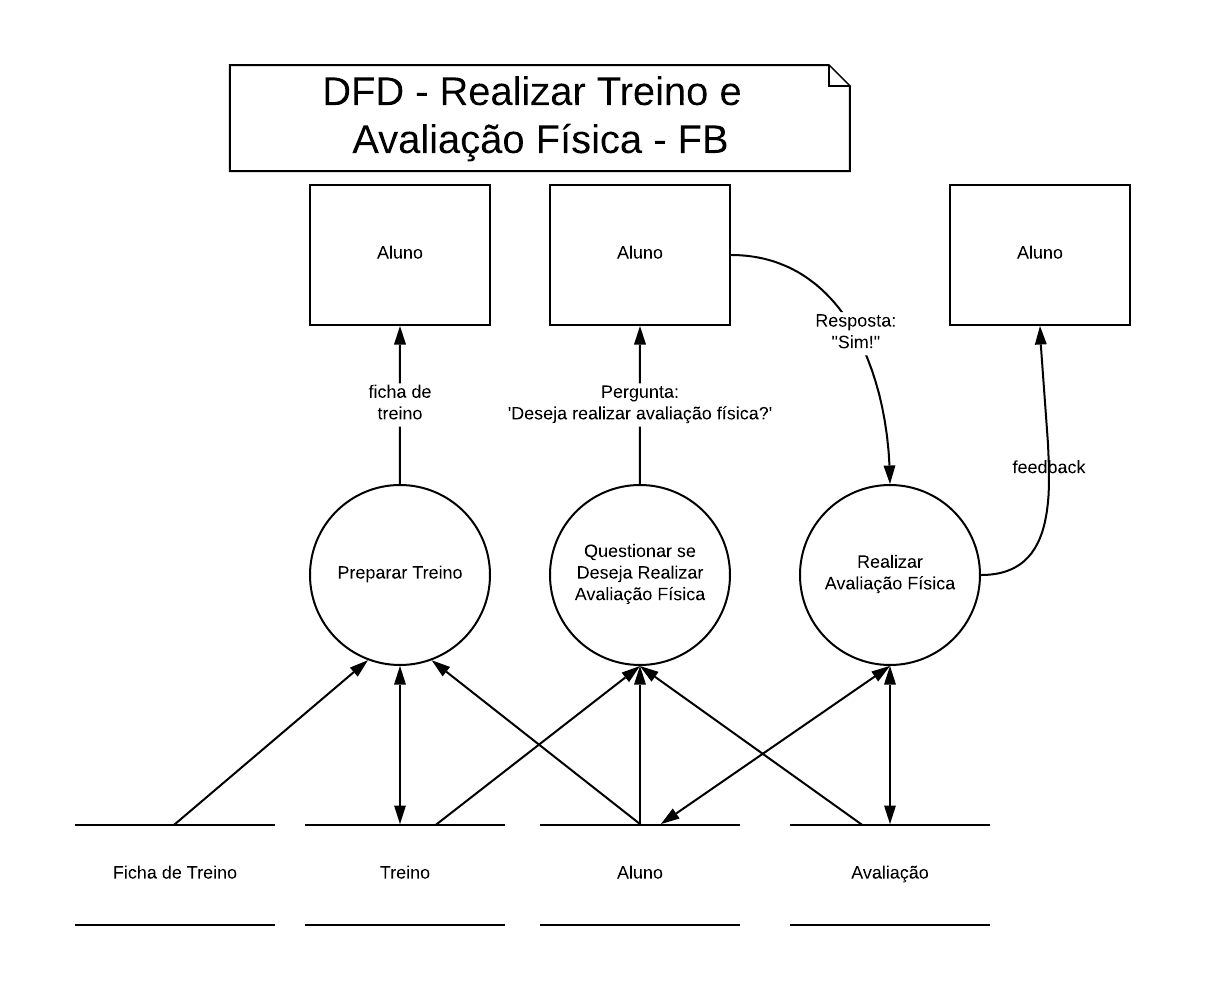 DFD - Realizar Treino e
Avaliação Física - FB
Aluno
Aluno
Aluno
Resposta:
"Sim!"
ficha de
treino
Pergunta:
'Deseja realizar avaliação física?'
feedback
Preparar Treino
Questionar se
Deseja Realizar
Avaliação Física
Realizar
Avaliação Física
Ficha de Treino
Treino
Aluno
Avaliação